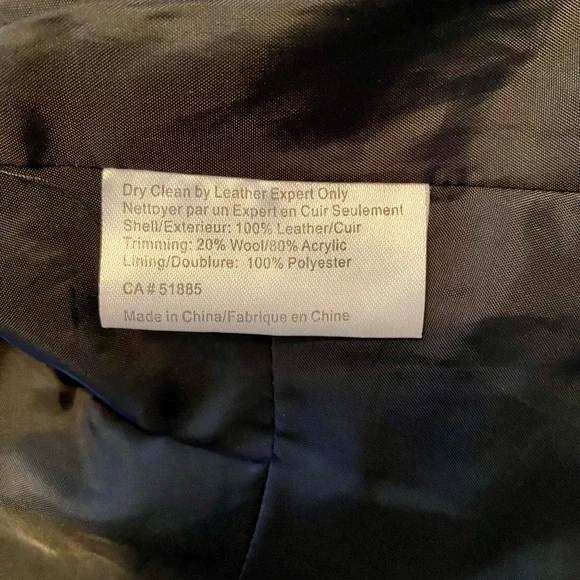 Dry Clean by Leather Expert Only
Nettoyer par un Expert en Cuir Seulement
Shell/Exterieur: 100% Leather/Cuir
Trimming: 20% Wool/80% Acrylic
Lining/Doublure: 100% Polyester
CA# 51885
Made in China/Fabrique en Chine